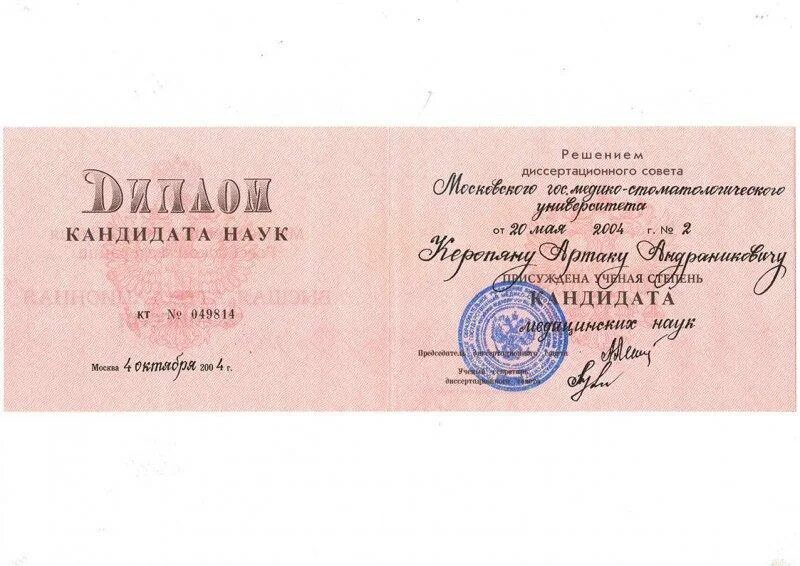 ДИПЛОМ
КАНДИДАТА НАУК
КТ № 049814
Москва 4 октября 2004 г.
Решением
диссертационного совета
Московского гос. медико-стоматологического
университета
от 20 мая 2004 г. № 2
Керопяну Артаку Андраниковичу
ПРИСУЖДЕНА УЧЕНАЯ СТЕПЕНЬ
КАНДИДАТА
медицинских наук
Председатель диссертационного совета
Ученый секретарь
диссертационного совета